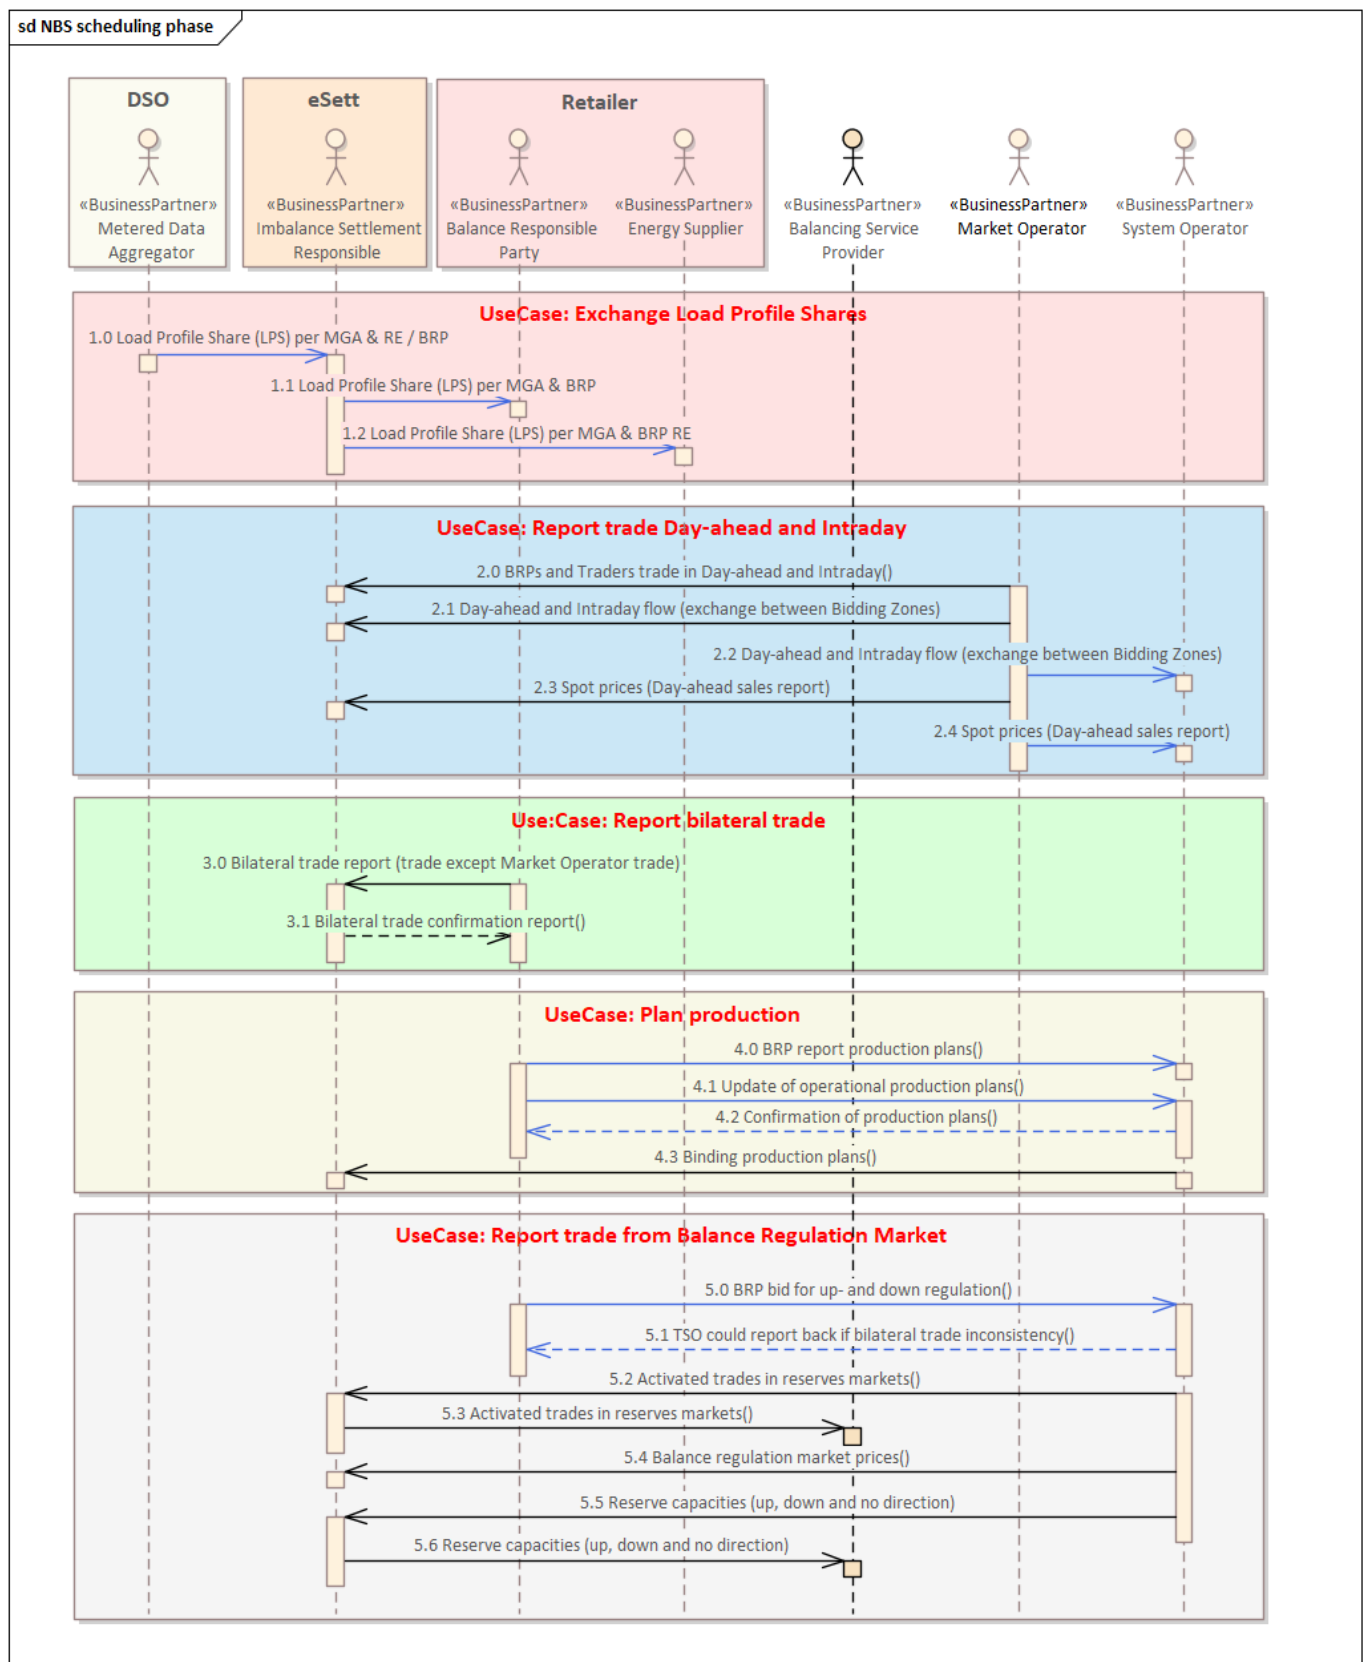 sd NBS scheduling phase
DSO
eSett
Retailer
«BusinessPartner»
Metered Data
Aggregator
«BusinessPartner»
Imbalance Settlement
Responsible
«BusinessPartner»
Balance Responsible
Party
«BusinessPartner»
Energy Supplier
«BusinessPartner»
Balancing Service
Provider
«BusinessPartner»
Market Operator
«BusinessPartner»
System Operator
UseCase: Exchange Load Profile Shares
1.0 Load Profile Share (LPS) per MGA & RE / BRP
1.1 Load Profile Share (LPS) per MGA & BRP
1.2 Load Profile Share (LPS) per MGA & BRP RE
UseCase: Report trade Day-ahead and Intraday
2.0 BRPs and Traders trade in Day-ahead and Intraday()
2.1 Day-ahead and Intraday flow (exchange between Bidding Zones)
2.2 Day-ahead and Intraday flow (exchange between Bidding Zones)
2.3 Spot prices (Day-ahead sales report)
2.4 Spot prices (Day-ahead sales report)
Use:Case: Report bilateral trade
3.0 Bilateral trade report (trade except Market Operator trade)
3.1 Bilateral trade confirmation report()
UseCase: Plan production
4.0 BRP report production plans()
4.1 Update of operational production plans()
4.2 Confirmation of production plans()
4.3 Binding production plans()
UseCase: Report trade from Balance Regulation Market
5.0 BRP bid for up- and down regulation()
5.1 TSO could report back if bilateral trade inconsistency()
5.2 Activated trades in reserves markets()
5.3 Activated trades in reserves markets()
5.4 Balance regulation market prices()
5.5 Reserve capacities (up, down and no direction)
5.6 Reserve capacities (up, down and no direction)